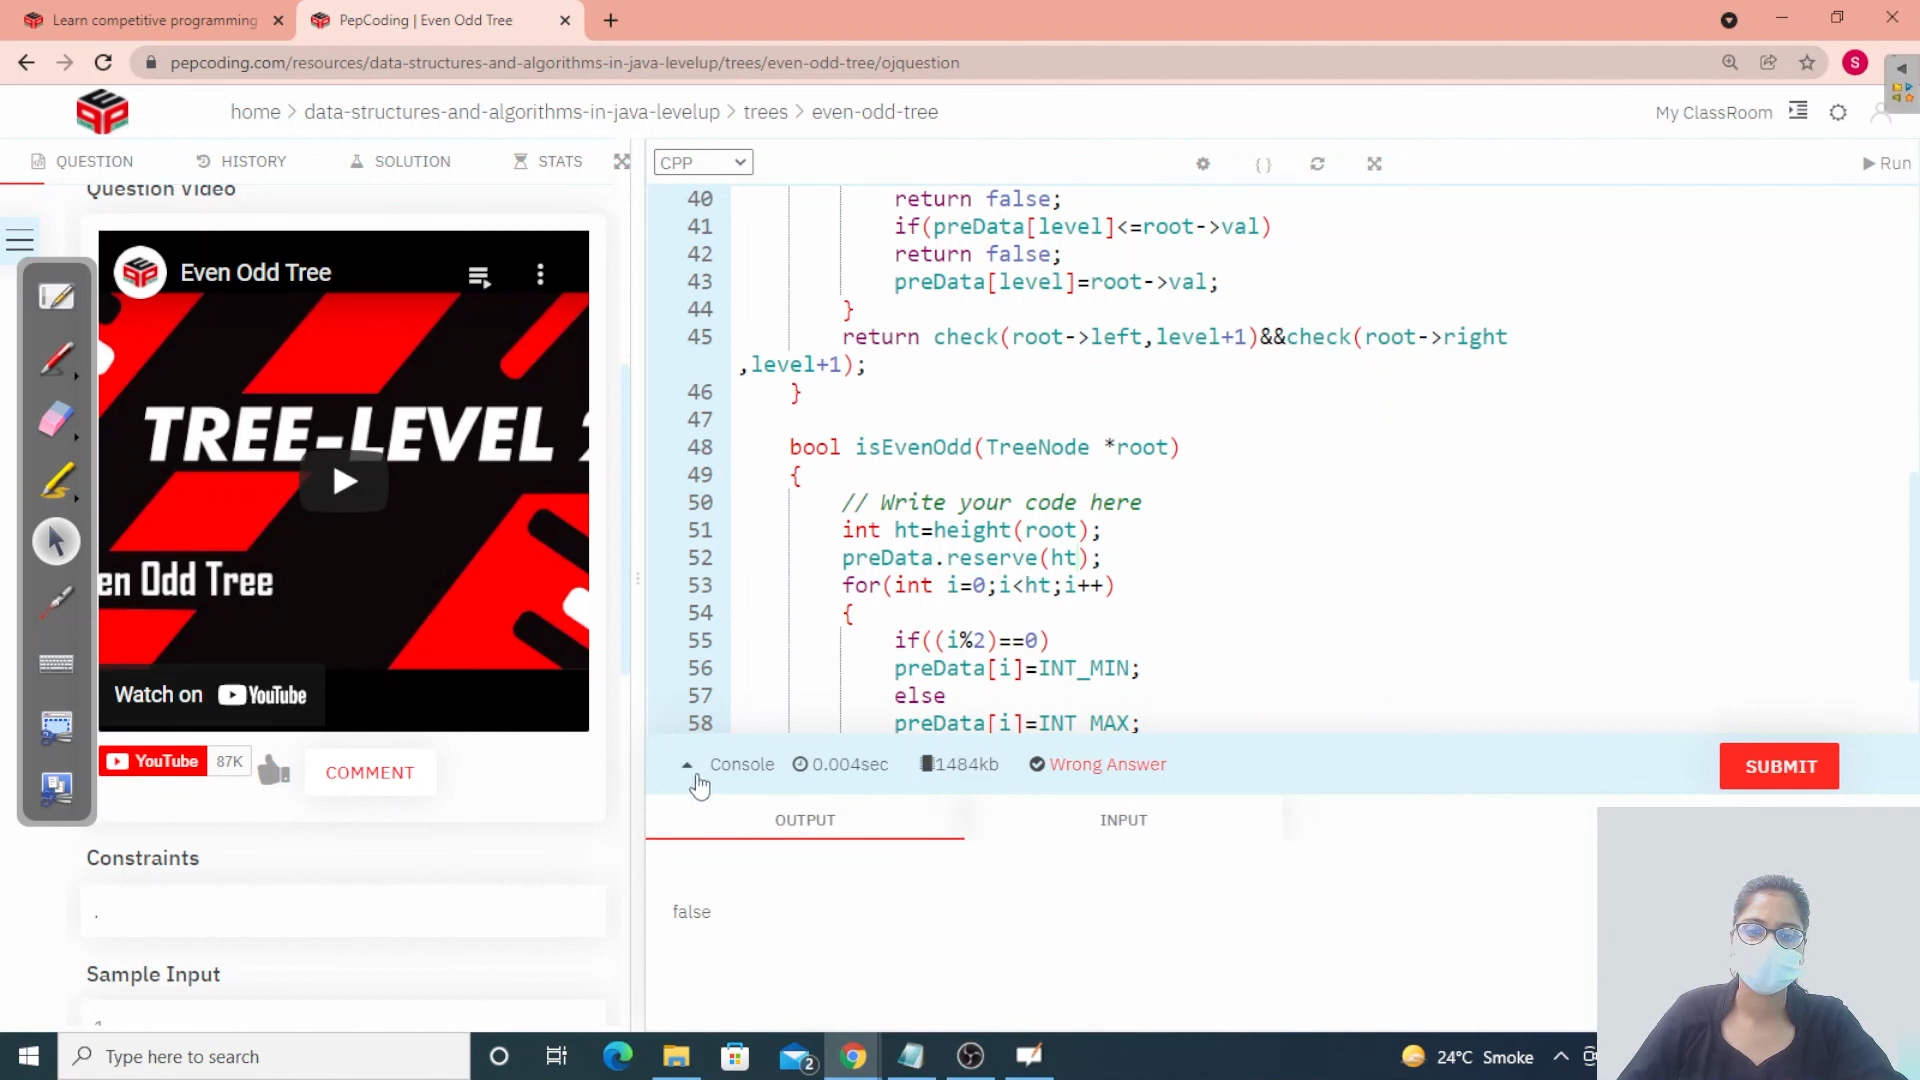 Learn competitive programming
PepCoding | Even Odd Tree
pepcoding.com/resources/data-structures-and-algorithms-in-java-levelup/trees/even-odd-tree/ojquestion
S
home > data-structures-and-algorithms-in-java-levelup > trees > even-odd-tree
My ClassRoom
QUESTION
HISTORY
SOLUTION
STATS
CPP
{ }
Run
Question Video
Even Odd Tree
TREE-LEVEL
en Odd Tree
Watch on YouTube
YouTube 87K
COMMENT
Constraints
.
Sample Input
40 return false;
41 if(preData[level]<=root->val)
42 return false;
43 preData[level]=root->val;
44 }
45 return check(root->left,level+1)&&check(root->right
,level+1);
46 }
47
48 bool isEvenOdd(TreeNode *root)
49 {
50 // Write your code here
51 int ht=height(root);
52 preData.reserve(ht);
53 for(int i=0;i<ht;i++)
54 {
55 if((i%2)==0)
56 preData[i]=INT_MIN;
57 else
58 preData[i]=INT_MAX;
Console 0.004sec 1484kb Wrong Answer
SUBMIT
OUTPUT
INPUT
false
Type here to search
2
24°C Smoke